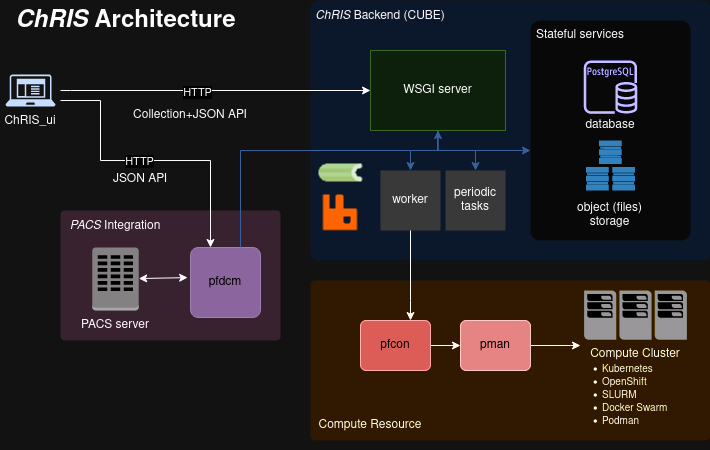 ChRIS Architecture
ChRIS Backend (CUBE)
Stateful services
WSGI server
PostgreSQL
database
ChRIS_ui
HTTP
Collection+JSON API
HTTP
JSON API
worker
periodic
tasks
object (files)
storage
PACS Integration
PACS server
pfdcm
pfcon
pman
Compute Cluster
• Kubernetes
• OpenShift
• SLURM
• Docker Swarm
• Podman
Compute Resource